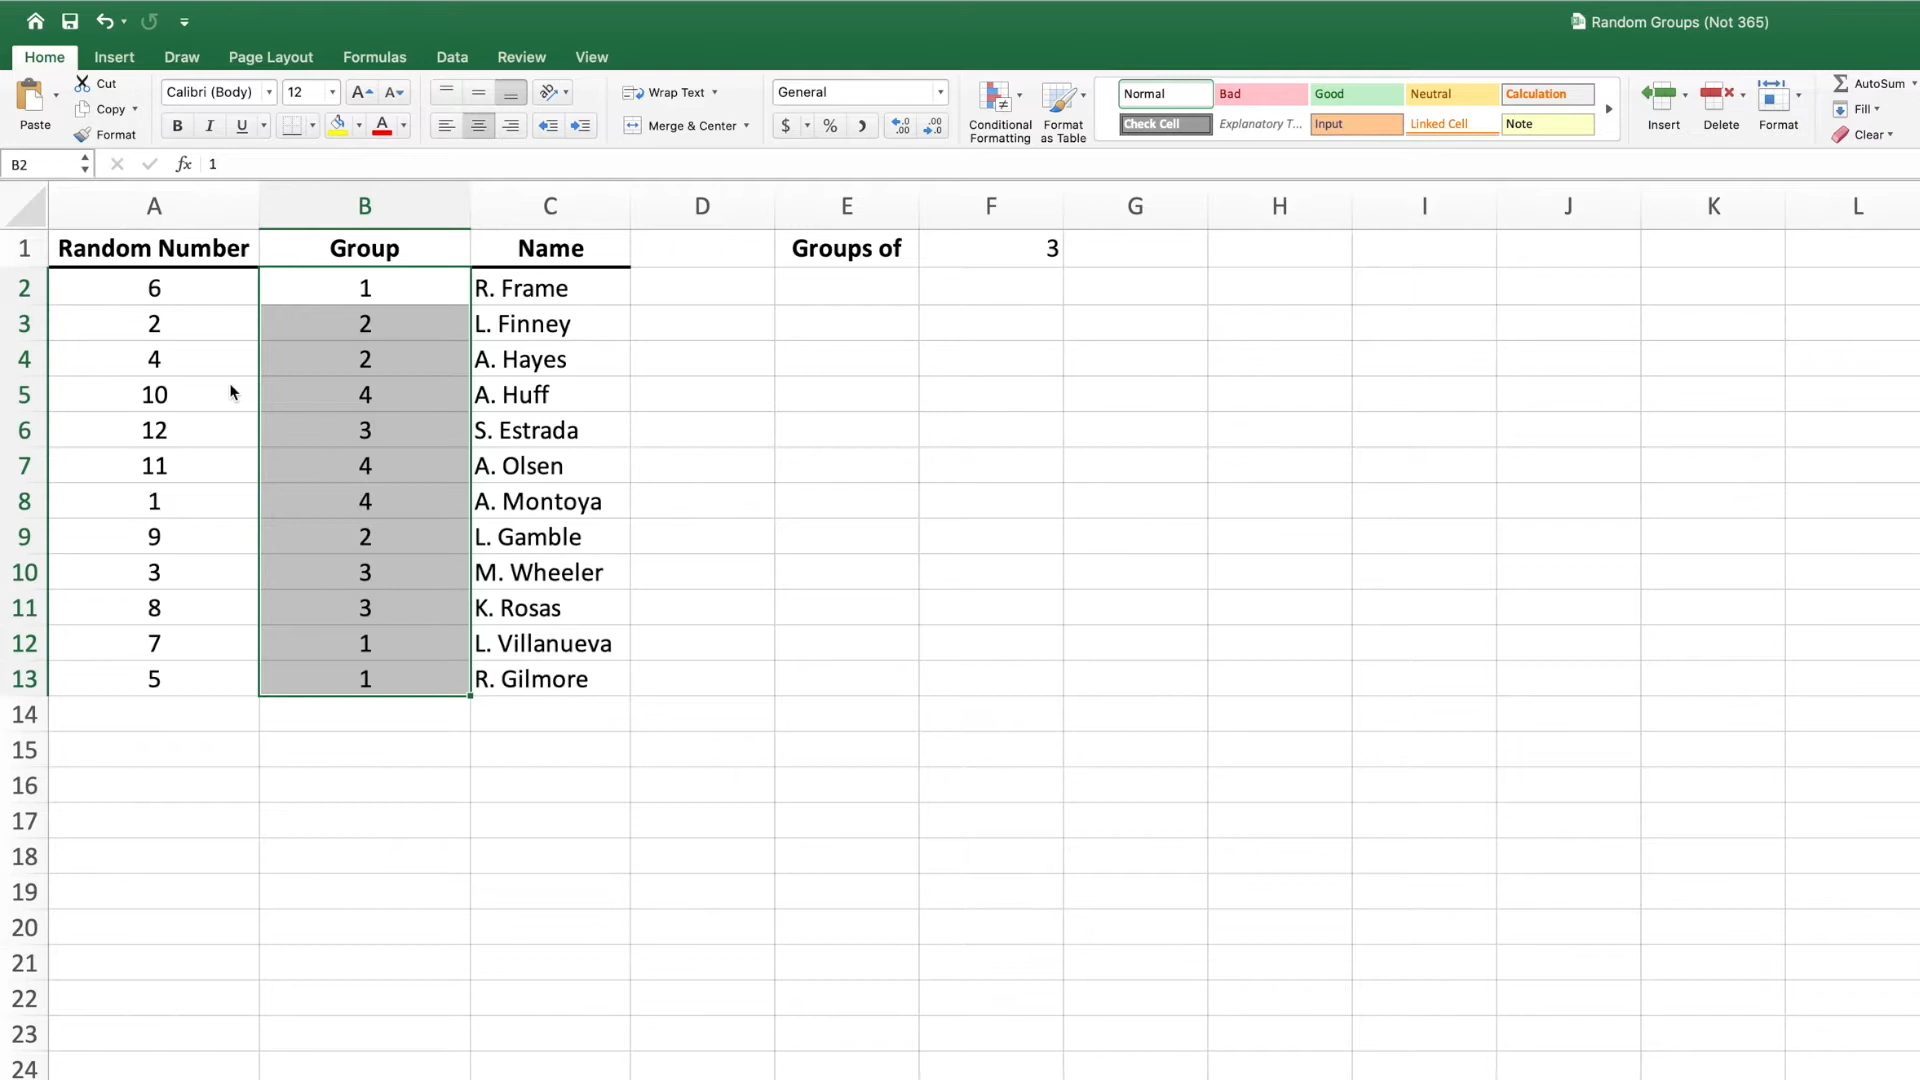 Random Groups (Not 365)
Home Insert Draw Page Layout Formulas Data Review View
Paste
Cut
Copy
Format
Calibri (Body) 12 A A
B I U A
Wrap Text
Merge & Center
General
$ % )
Conditional Formatting
Format as Table
Normal Bad Good Neutral Calculation
Check Cell Explanatory T... Input Linked Cell Note
Insert Delete Format
AutoSum
Fill
Clear
B2 fx 1
A B C D E F G H I J K L
1 Random Number Group Name Groups of 3
2 6 1 R. Frame
3 2 2 L. Finney
4 4 2 A. Hayes
5 10 4 A. Huff
6 12 3 S. Estrada
7 11 4 A. Olsen
8 1 4 A. Montoya
9 9 2 L. Gamble
10 3 3 M. Wheeler
11 8 3 K. Rosas
12 7 1 L. Villanueva
13 5 1 R. Gilmore
14
15
16
17
18
19
20
21
22
23
24